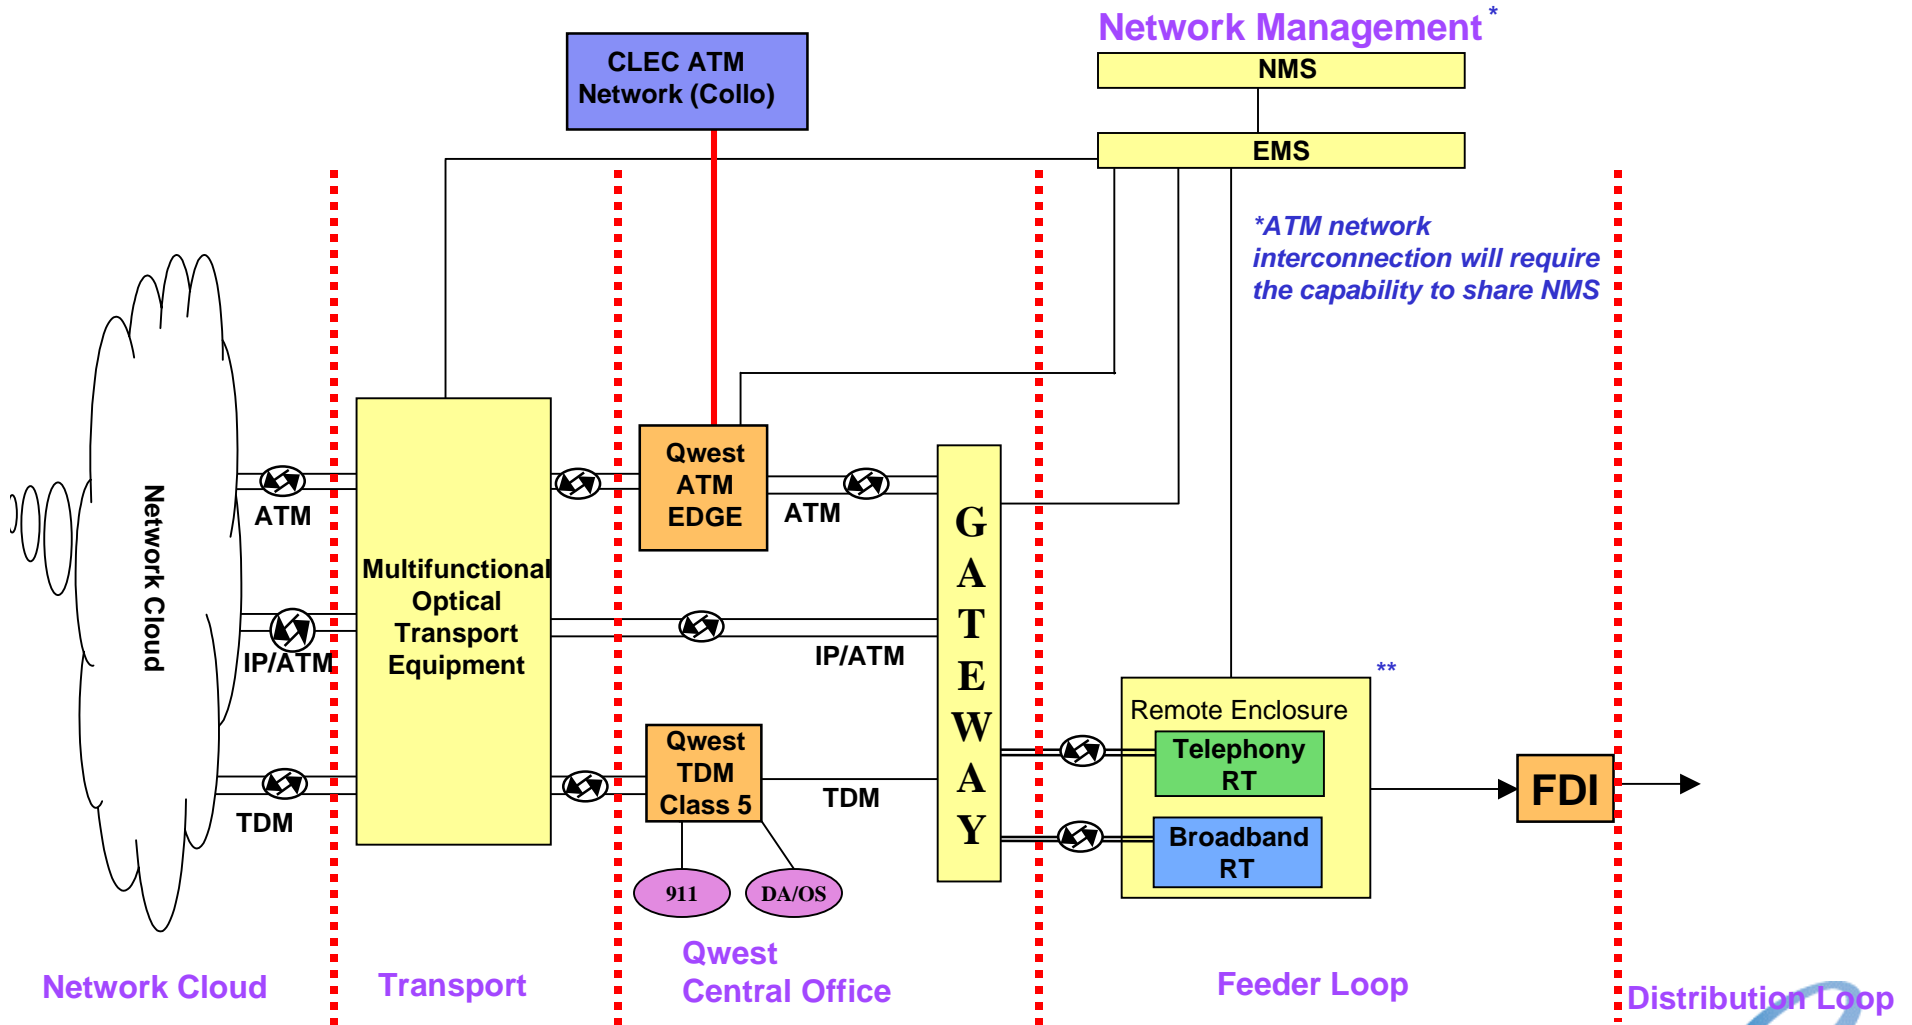 Network Management *
NMS
EMS
CLEC ATM
Network (Collo)
*ATM network
interconnection will require
the capability to share NMS
Network Cloud
ATM
IP/ATM
TDM
Multifunctional
Optical
Transport
Equipment
Qwest
ATM
EDGE
ATM
IP/ATM
Qwest
TDM
Class 5
TDM
911
DA/OS
GATEWAY
**
Remote Enclosure
Telephony
RT
Broadband
RT
FDI
Network Cloud
Transport
Qwest
Central Office
Feeder Loop
Distribution Loop